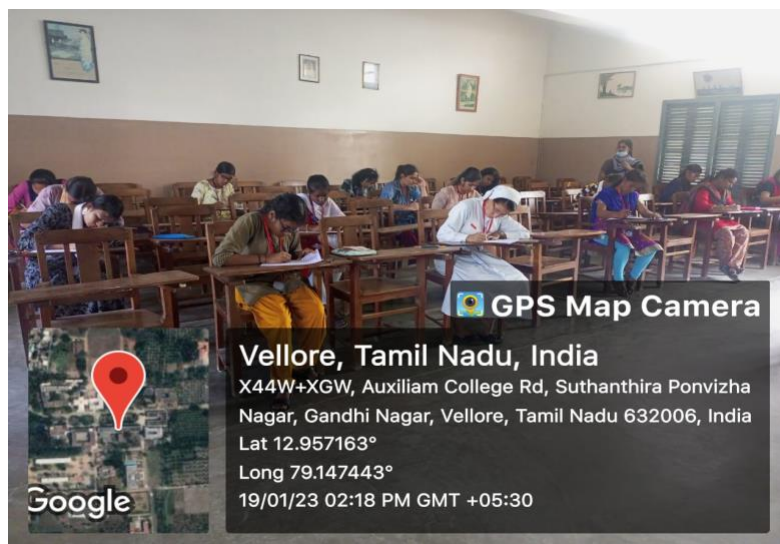 GPS Map Camera
Vellore, Tamil Nadu, India
X44W+XGW, Auxiliam College Rd, Suthanthira Ponvizha
Nagar, Gandhi Nagar, Vellore, Tamil Nadu 632006, India
Lat 12.957163°
Long 79.147443°
19/01/23 02:18 PM GMT +05:30
Google